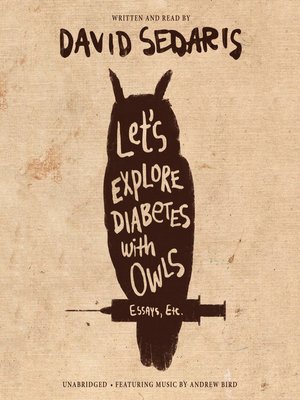 WRITTEN AND READ BY
DAVID SEDARIS
Let's
EXPLORE
DIABETES
with
OWLS
ESSAYS, ETC.
UNABRIDGED • FEATURING MUSIC BY ANDREW BIRD